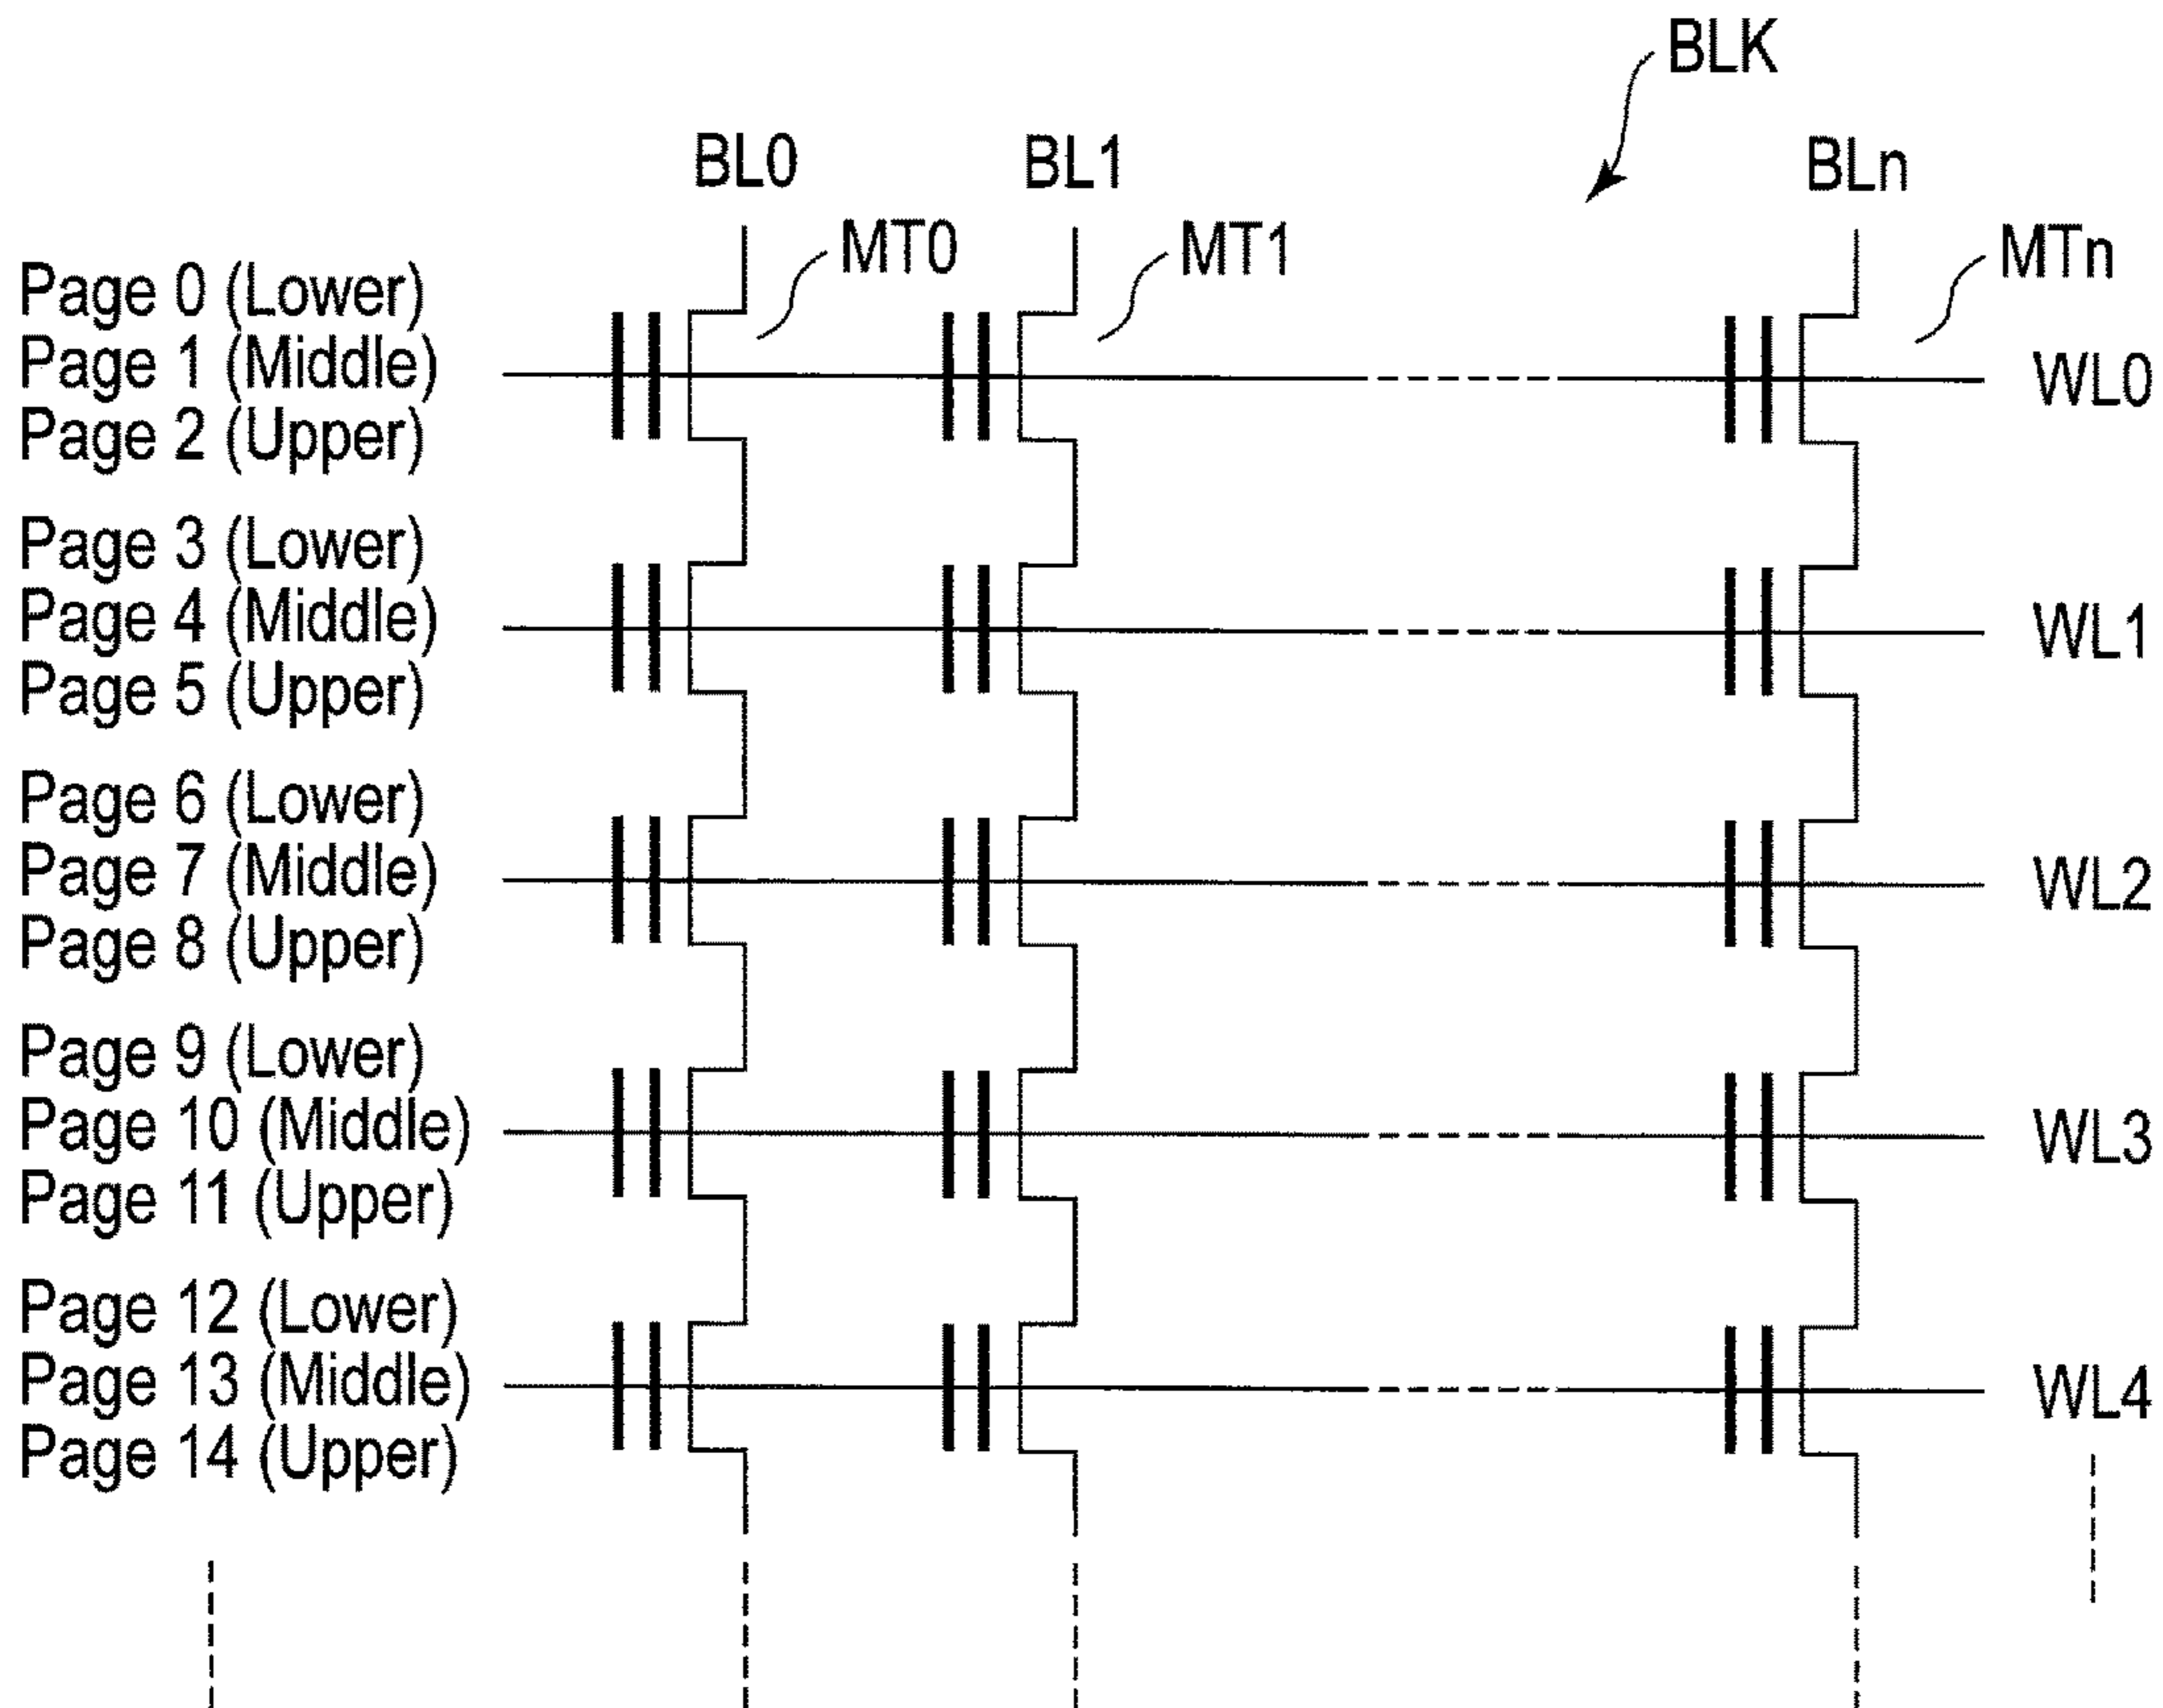 BLK
BL0 BL1 BLn
MT0 MT1 MTn
Page 0 (Lower)
Page 1 (Middle)
Page 2 (Upper)
WL0
Page 3 (Lower)
Page 4 (Middle)
Page 5 (Upper)
WL1
Page 6 (Lower)
Page 7 (Middle)
Page 8 (Upper)
WL2
Page 9 (Lower)
Page 10 (Middle)
Page 11 (Upper)
WL3
Page 12 (Lower)
Page 13 (Middle)
Page 14 (Upper)
WL4